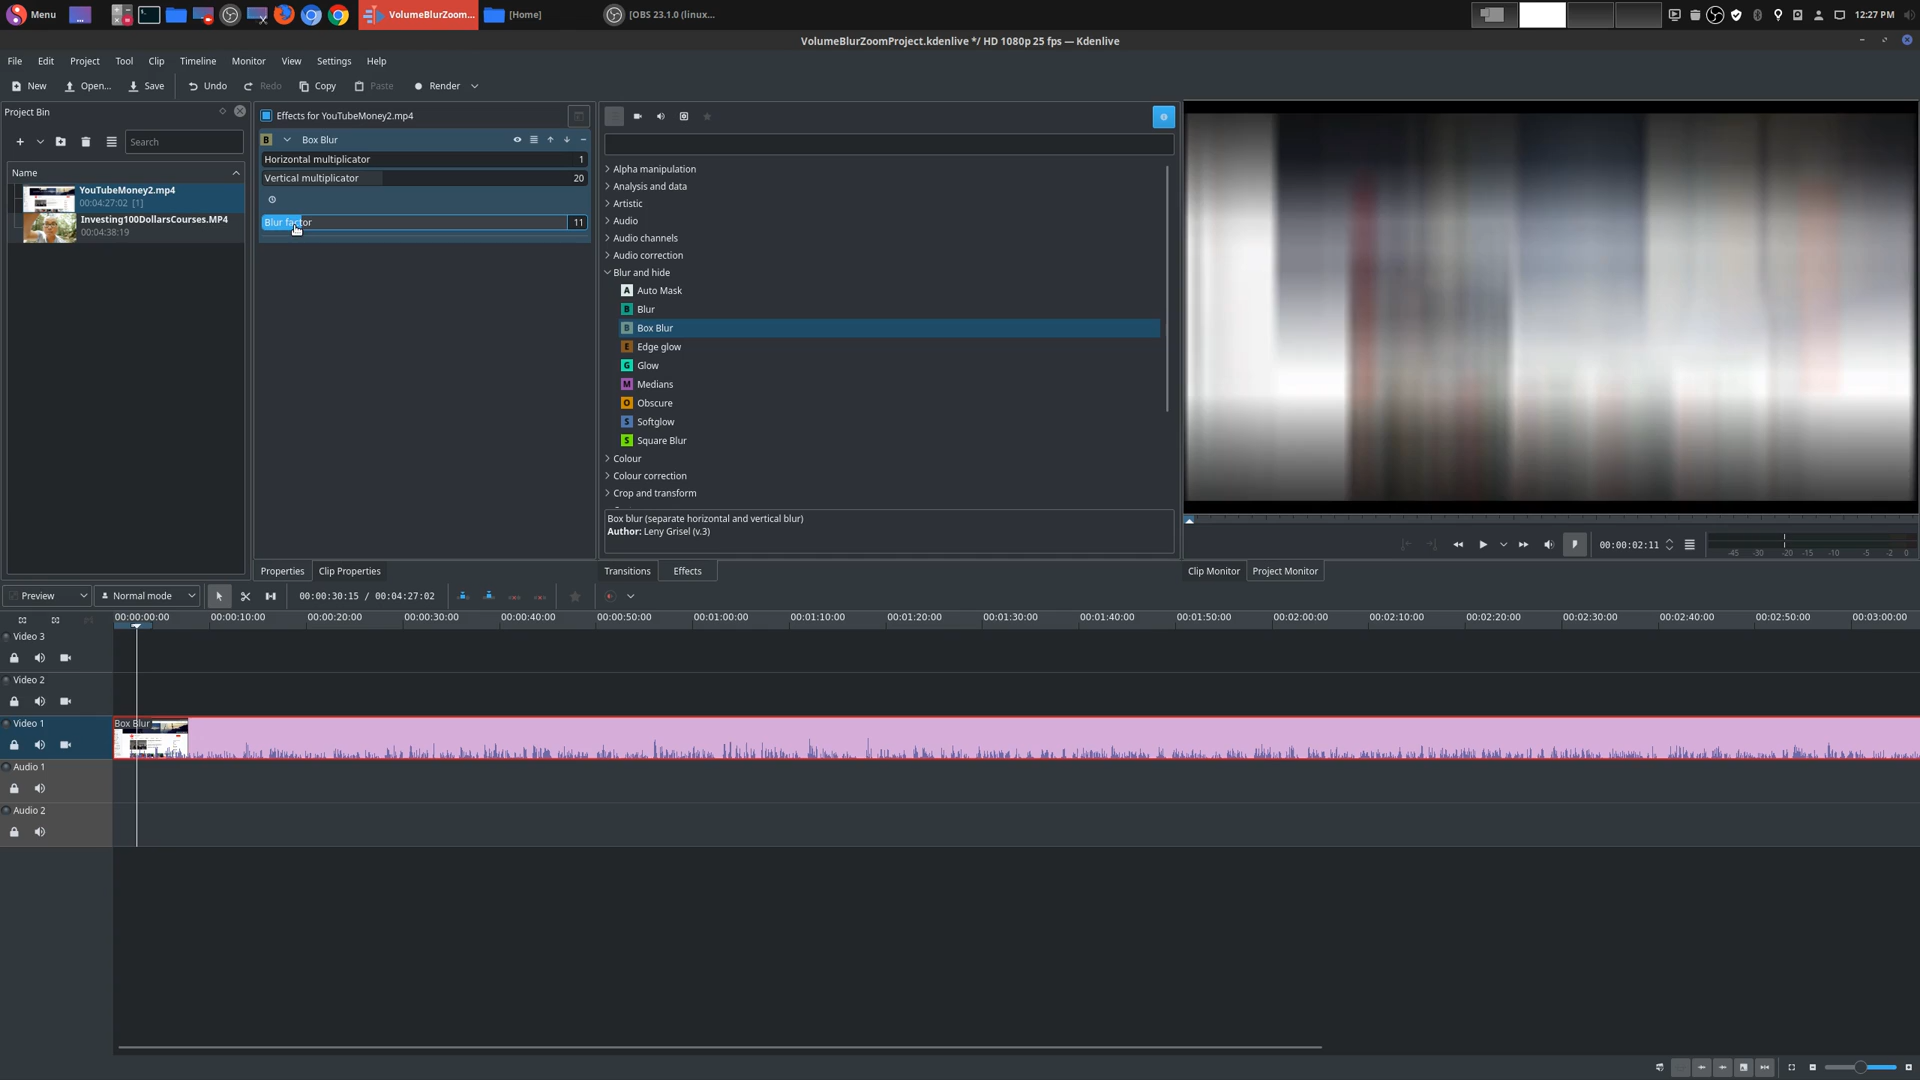 Menu
VolumeBlurZoom...
[Home]
[OBS 23.1.0 (linux...
12:27 PM
VolumeBlurZoomProject.kdenlive */ HD 1080p 25 fps — Kdenlive
File Edit Project Tool Clip Timeline Monitor View Settings Help
New Open... Save Undo Redo Copy Paste Render
Project Bin
Search
Name
YouTubeMoney2.mp4
00:04:27:02 [1]
Investing100DollarsCourses.MP4
00:04:38:19
Effects for YouTubeMoney2.mp4
B Box Blur
Horizontal multiplicator 1
Vertical multiplicator 20
Blur factor 11
Properties Clip Properties
Alpha manipulation
Analysis and data
Artistic
Audio
Audio channels
Audio correction
Blur and hide
A Auto Mask
B Blur
B Box Blur
E Edge glow
G Glow
M Medians
O Obscure
S Softglow
S Square Blur
Colour
Colour correction
Crop and transform
Box blur (separate horizontal and vertical blur)
Author: Leny Grisel (v.3)
Transitions Effects
00:00:02:11
-45 -30 -20 -15 -10 -5 -2 0
Clip Monitor Project Monitor
Preview Normal mode 00:00:30:15 / 00:04:27:02
00:00:00:00 00:00:10:00 00:00:20:00 00:00:30:00 00:00:40:00 00:00:50:00 00:01:00:00 00:01:10:00 00:01:20:00 00:01:30:00 00:01:40:00 00:01:50:00 00:02:00:00 00:02:10:00 00:02:20:00 00:02:30:00 00:02:40:00 00:02:50:00 00:03:00:00
Video 3
Video 2
Video 1
Box Blur
Audio 1
Audio 2